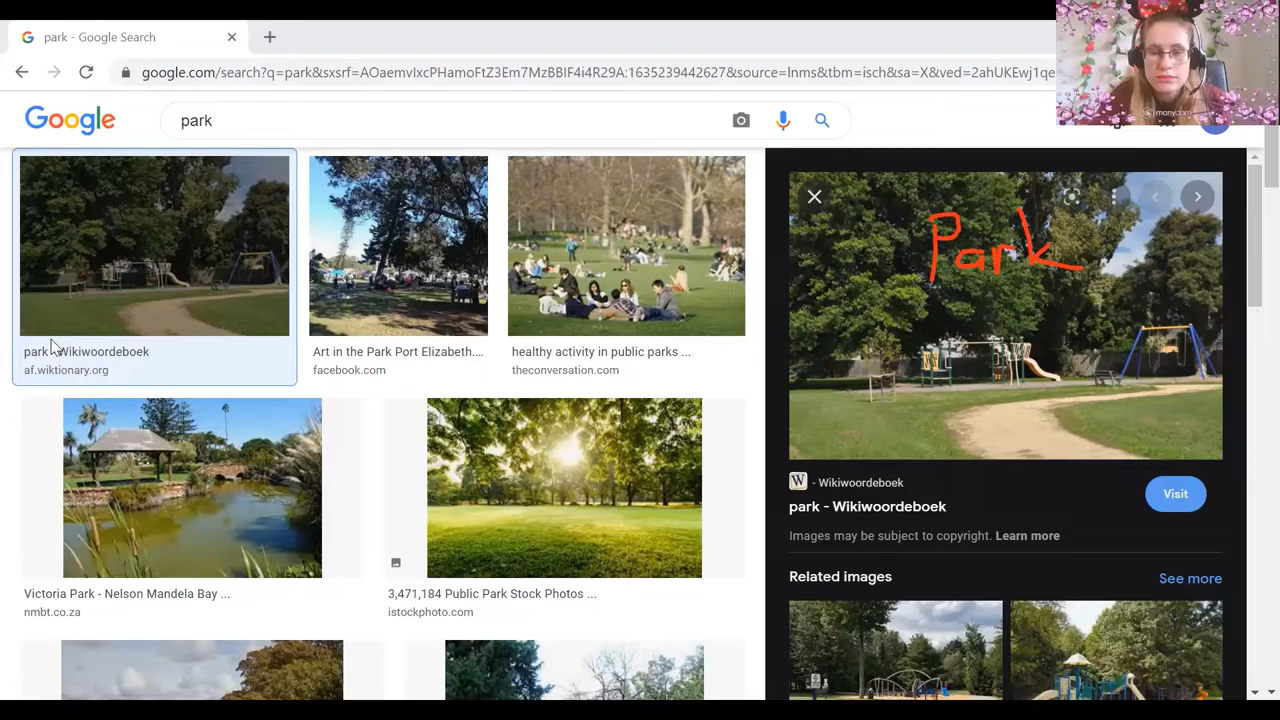 park - Google Search
google.com/search?q=park&sxsrf=AOaemvIxcPHamrFtZ3Em7MzBBIF4i4R29A:1635239442627&source=lnms&tbm=isch&sa=X&ved=2ahUKEwj1qe
manycam
Google
park
Park
park - Wikiwoordeboek
af.wiktionary.org
Art in the Park Port Elizabeth....
facebook.com
healthy activity in public parks ...
theconversation.com
W - Wikiwoordeboek
park - Wikiwoordeboek
Visit
Images may be subject to copyright. Learn more
Related images
See more
Victoria Park - Nelson Mandela Bay ...
nmbt.co.za
3,471,184 Public Park Stock Photos ...
istockphoto.com